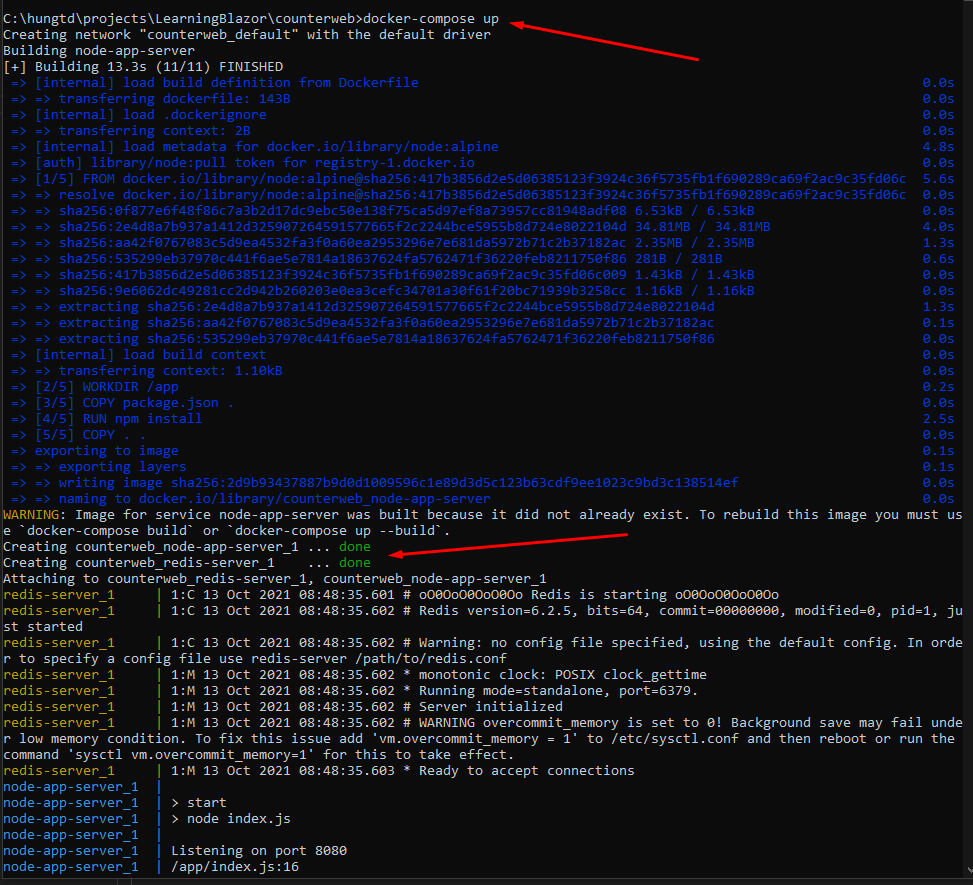 C:\hungtd\projects\LearningBlazor\counterweb>docker-compose up
Creating network "counterweb_default" with the default driver
Building node-app-server
[+] Building 13.3s (11/11) FINISHED
=> [internal] load build definition from Dockerfile 0.0s
=> => transferring dockerfile: 143B 0.0s
=> [internal] load .dockerignore 0.0s
=> => transferring context: 2B 0.0s
=> [internal] load metadata for docker.io/library/node:alpine 4.8s
=> [auth] library/node:pull token for registry-1.docker.io 0.0s
=> [1/5] FROM docker.io/library/node:alpine@sha256:417b3856d2e5d06385123f3924c36f5735fb1f690289ca69f2ac9c35fd06c 5.6s
=> => resolve docker.io/library/node:alpine@sha256:417b3856d2e5d06385123f3924c36f5735fb1f690289ca69f2ac9c35fd06c 0.0s
=> => sha256:0f877e6f48f86c7a3b2d17dc9ebc50e138f75ca5d97ef8a73957cc81948adf08 6.53kB / 6.53kB 0.0s
=> => sha256:2e4d8a7b937a1412d325907264591577665f2c2244bce5955b8d724e8022104d 34.81MB / 34.81MB 4.0s
=> => sha256:aa42f0767083c5d9ea4532fa3f0a60ea2953296e7e681da5972b71c2b37182ac 2.35MB / 2.35MB 1.3s
=> => sha256:535299eb37970c441f6ae5e7814a18637624fa5762471f36220feb8211750f86 281B / 281B 0.6s
=> => sha256:417b3856d2e5d06385123f3924c36f5735fb1f690289ca69f2ac9c35fd06c009 1.43kB / 1.43kB 0.0s
=> => sha256:9e6062dc49281cc2d942b260203e0ea3cefc34701a30f61f20bc71939b3258cc 1.16kB / 1.16kB 0.0s
=> => extracting sha256:2e4d8a7b937a1412d325907264591577665f2c2244bce5955b8d724e8022104d 1.3s
=> => extracting sha256:aa42f0767083c5d9ea4532fa3f0a60ea2953296e7e681da5972b71c2b37182ac 0.1s
=> => extracting sha256:535299eb37970c441f6ae5e7814a18637624fa5762471f36220feb8211750f86 0.0s
=> [internal] load build context 0.0s
=> => transferring context: 1.10kB 0.0s
=> [2/5] WORKDIR /app 0.2s
=> [3/5] COPY package.json . 0.0s
=> [4/5] RUN npm install 2.5s
=> [5/5] COPY . . 0.0s
=> exporting to image 0.1s
=> => exporting layers 0.1s
=> => writing image sha256:2d9b93437887b9d0d1009596c1e89d3d5c123b63cdf9ee1023c9bd3c138514ef 0.0s
=> => naming to docker.io/library/counterweb_node-app-server 0.0s
WARNING: Image for service node-app-server was built because it did not already exist. To rebuild this image you must us
e `docker-compose build` or `docker-compose up --build`.
Creating counterweb_node-app-server_1 ... done
Creating counterweb_redis-server_1 ... done
Attaching to counterweb_redis-server_1, counterweb_node-app-server_1
redis-server_1 | 1:C 13 Oct 2021 08:48:35.601 # oO0OoO0OoO0Oo Redis is starting oO0OoO0OoO0Oo
redis-server_1 | 1:C 13 Oct 2021 08:48:35.602 # Redis version=6.2.5, bits=64, commit=00000000, modified=0, pid=1, ju
st started
redis-server_1 | 1:C 13 Oct 2021 08:48:35.602 # Warning: no config file specified, using the default config. In orde
r to specify a config file use redis-server /path/to/redis.conf
redis-server_1 | 1:M 13 Oct 2021 08:48:35.602 * monotonic clock: POSIX clock_gettime
redis-server_1 | 1:M 13 Oct 2021 08:48:35.602 * Running mode=standalone, port=6379.
redis-server_1 | 1:M 13 Oct 2021 08:48:35.602 # Server initialized
redis-server_1 | 1:M 13 Oct 2021 08:48:35.602 # WARNING overcommit_memory is set to 0! Background save may fail unde
r low memory condition. To fix this issue add 'vm.overcommit_memory = 1' to /etc/sysctl.conf and then reboot or run the
command 'sysctl vm.overcommit_memory=1' for this to take effect.
redis-server_1 | 1:M 13 Oct 2021 08:48:35.603 * Ready to accept connections
node-app-server_1 |
node-app-server_1 | > start
node-app-server_1 | > node index.js
node-app-server_1 |
node-app-server_1 | Listening on port 8080
node-app-server_1 | /app/index.js:16